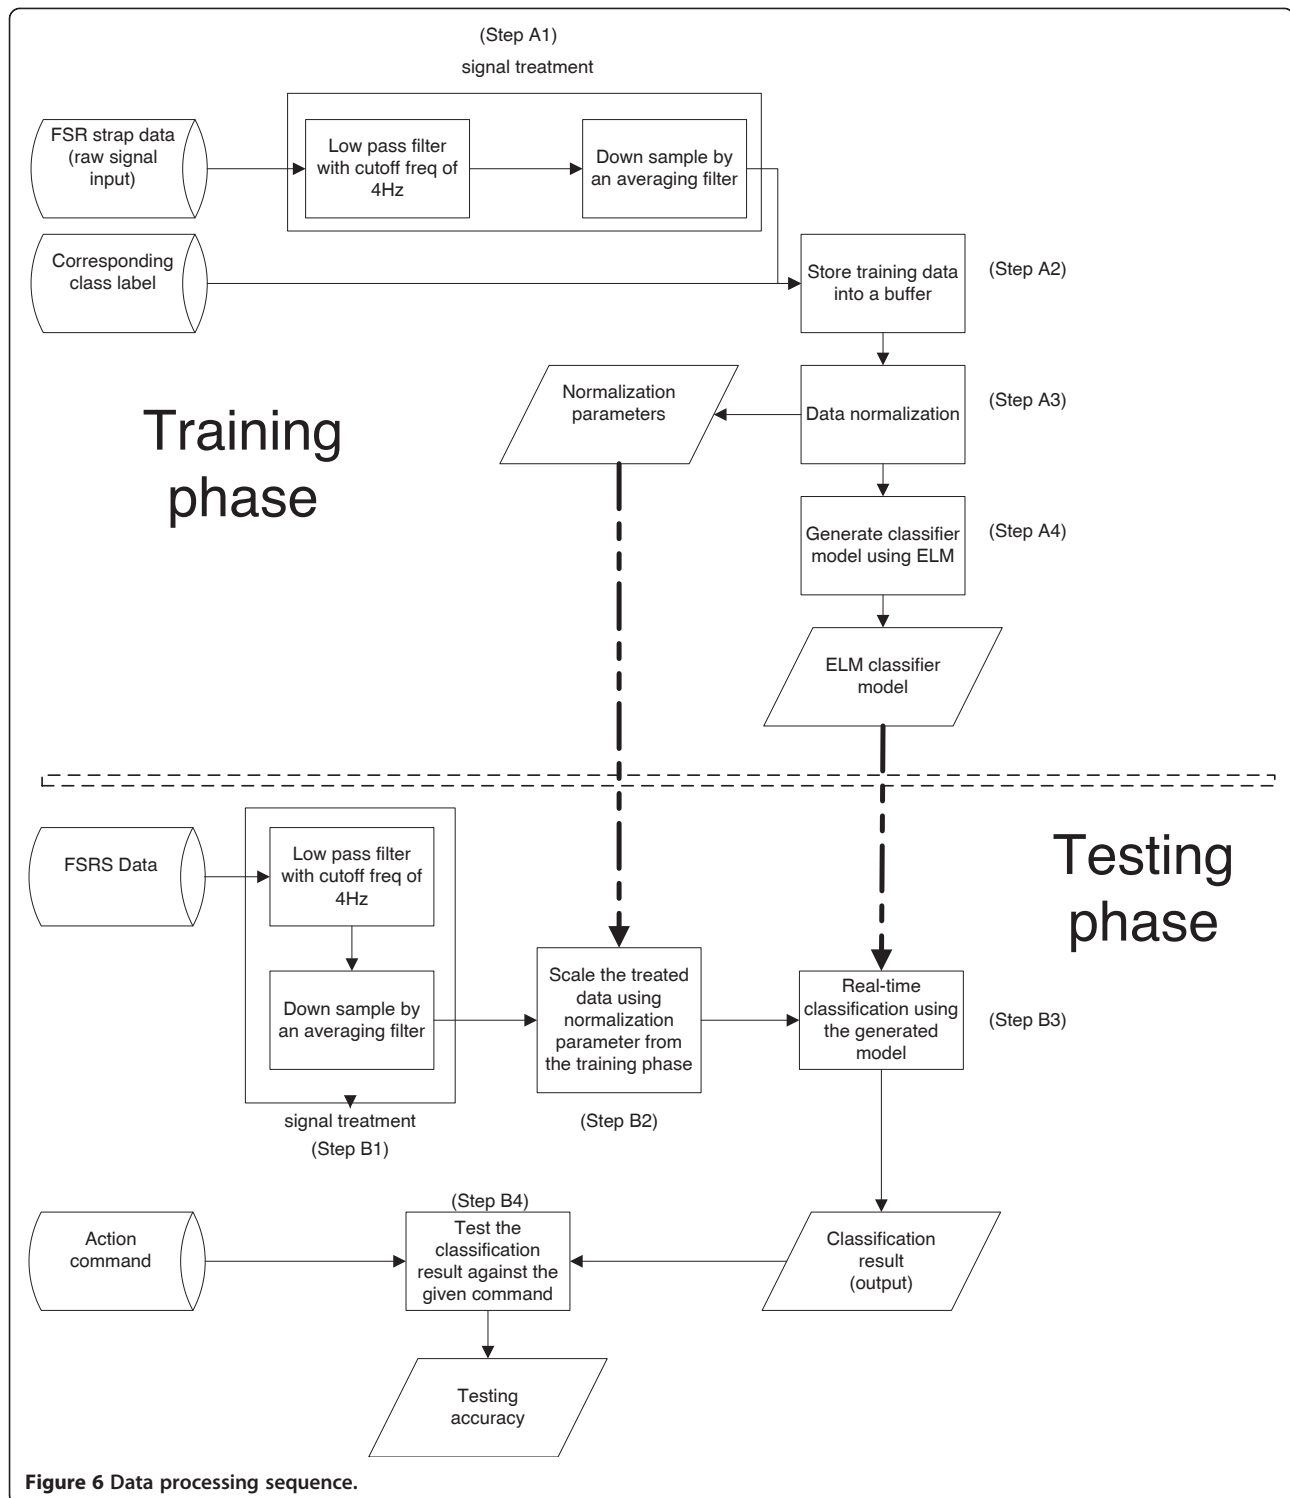 (Step A1)
signal treatment
FSR strap data
(raw signal
input)
Low pass filter
with cutoff freq of
4Hz
Down sample by
an averaging filter
Corresponding
class label
Store training data
into a buffer
(Step A2)
Training
phase
Normalization
parameters
Data normalization
(Step A3)
Generate classifier
model using ELM
(Step A4)
ELM classifier
model
Testing
phase
FSRS Data
Low pass filter
with cutoff freq of
4Hz
Down sample by
an averaging filter
signal treatment
(Step B1)
Scale the treated
data using
normalization
parameter from
the training phase
(Step B2)
Real-time
classification using
the generated
model
(Step B3)
Action
command
(Step B4)
Test the
classification
result against the
given command
Classification
result
(output)
Testing
accuracy
Figure 6 Data processing sequence.